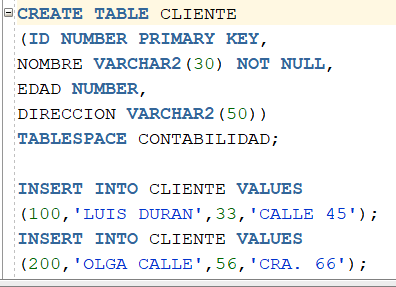 CREATE TABLE CLIENTE
(ID NUMBER PRIMARY KEY,
NOMBRE VARCHAR2(30) NOT NULL,
EDAD NUMBER,
DIRECCION VARCHAR2(50))
TABLESPACE CONTABILIDAD;
INSERT INTO CLIENTE VALUES
(100,'LUIS DURAN',33,'CALLE 45');
INSERT INTO CLIENTE VALUES
(200,'OLGA CALLE',56,'CRA. 66');